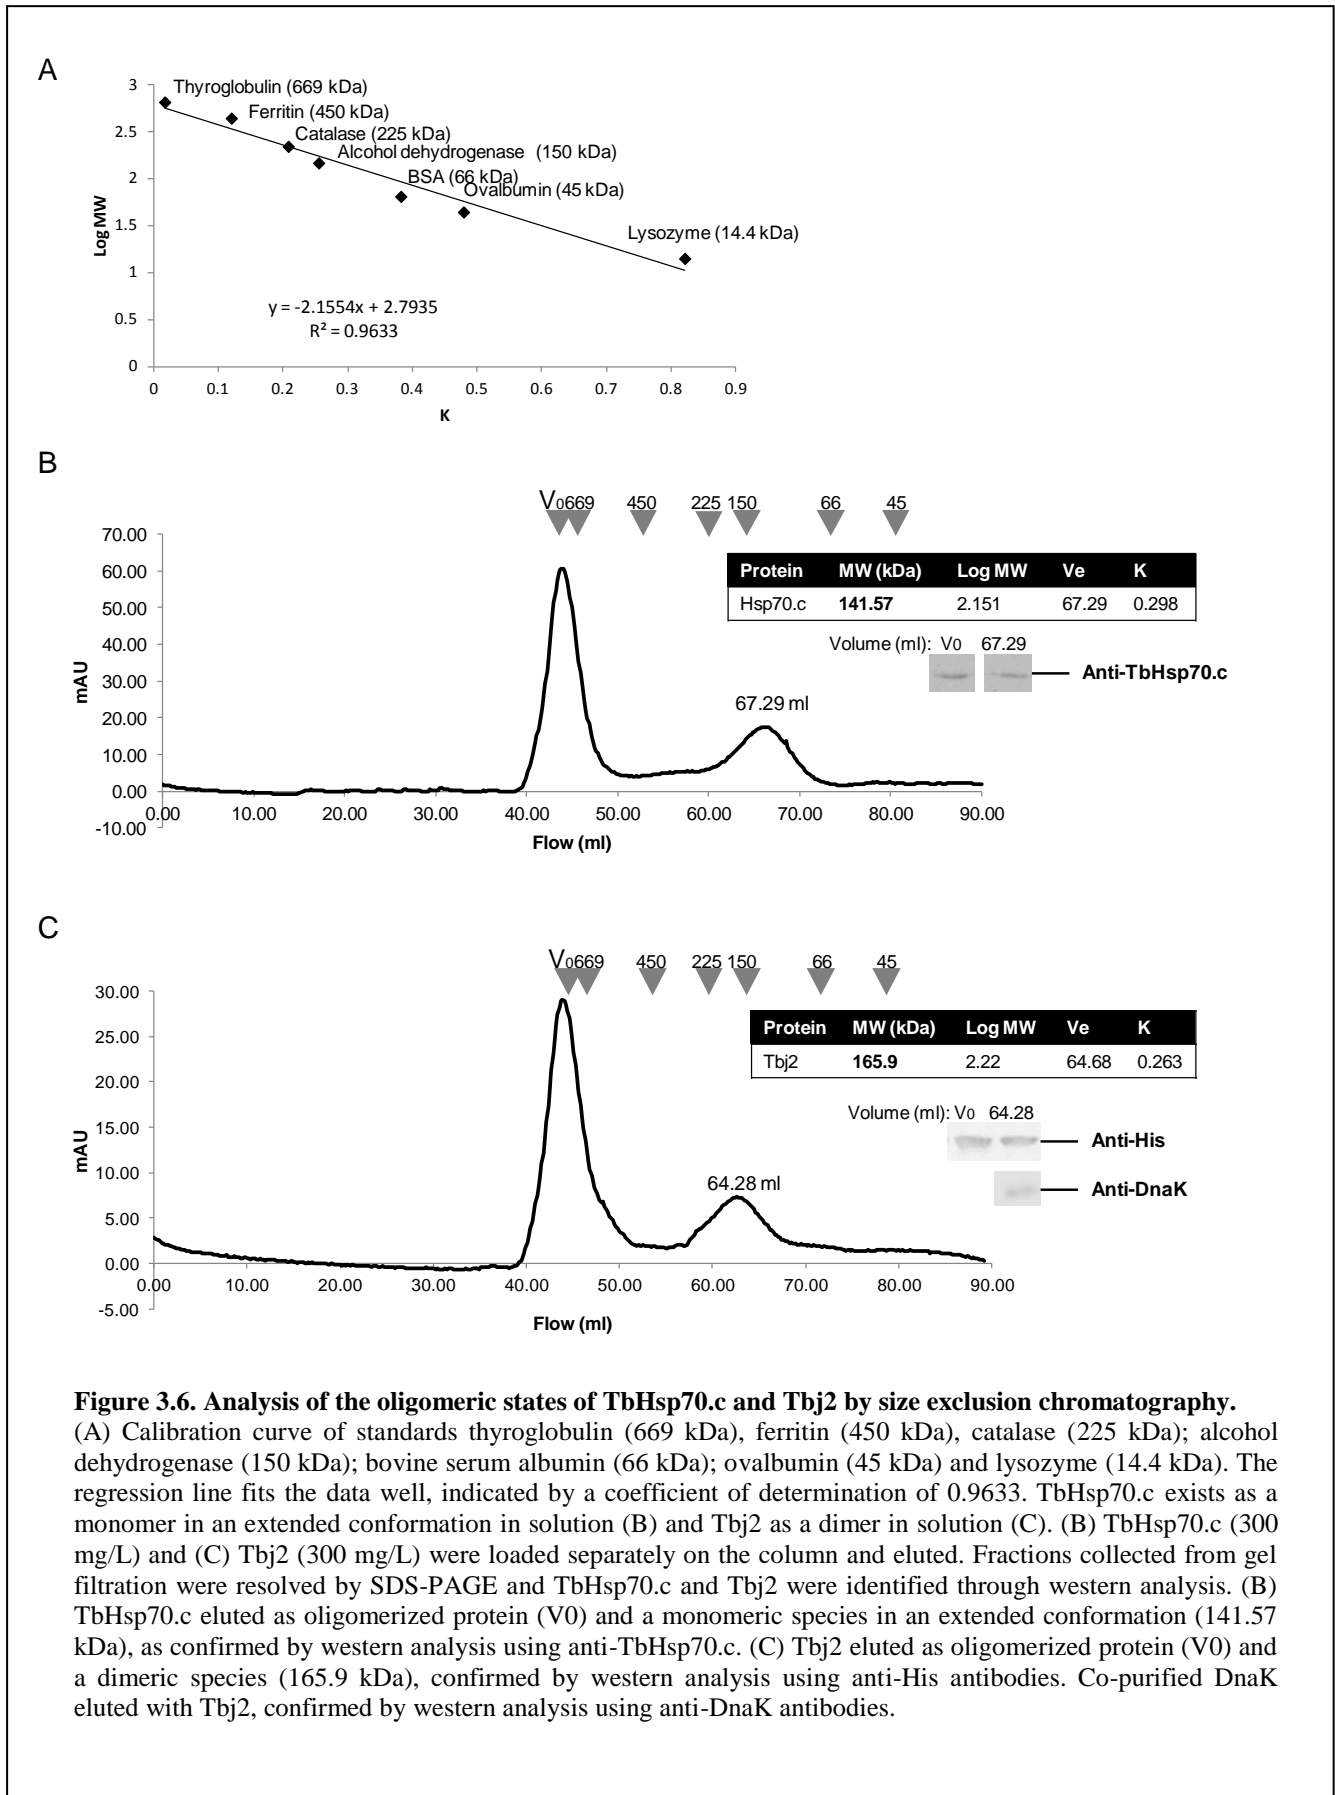 A
Thyroglobulin (669 kDa)
Ferritin (450 kDa)
Catalase (225 kDa)
Alcohol dehydrogenase (150 kDa)
BSA (66 kDa)
Ovalbumin (45 kDa)
Lysozyme (14.4 kDa)
3
2.5
2
1.5
1
0.5
0
Log MW
y = -2.1554x + 2.7935
R² = 0.9633
0 0.1 0.2 0.3 0.4 0.5 0.6 0.7 0.8 0.9
K
B
V0 669 450 225 150 66 45
70.00
60.00
50.00
40.00
30.00
20.00
10.00
0.00
-10.00
mAU
Protein MW (kDa) Log MW Ve K
Hsp70.c 141.57 2.151 67.29 0.298
Volume (ml): V0 67.29
Anti-TbHsp70.c
67.29 ml
0.00 10.00 20.00 30.00 40.00 50.00 60.00 70.00 80.00 90.00
Flow (ml)
C
V0 669 450 225 150 66 45
30.00
25.00
20.00
15.00
10.00
5.00
0.00
-5.00
mAU
Protein MW (kDa) Log MW Ve K
Tbj2 165.9 2.22 64.68 0.263
Volume (ml): V0 64.28
Anti-His
Anti-DnaK
64.28 ml
0.00 10.00 20.00 30.00 40.00 50.00 60.00 70.00 80.00 90.00
Flow (ml)
Figure 3.6. Analysis of the oligomeric states of TbHsp70.c and Tbj2 by size exclusion chromatography.
(A) Calibration curve of standards thyroglobulin (669 kDa), ferritin (450 kDa), catalase (225 kDa); alcohol
dehydrogenase (150 kDa); bovine serum albumin (66 kDa); ovalbumin (45 kDa) and lysozyme (14.4 kDa). The
regression line fits the data well, indicated by a coefficient of determination of 0.9633. TbHsp70.c exists as a
monomer in an extended conformation in solution (B) and Tbj2 as a dimer in solution (C). (B) TbHsp70.c (300
mg/L) and (C) Tbj2 (300 mg/L) were loaded separately on the column and eluted. Fractions collected from gel
filtration were resolved by SDS-PAGE and TbHsp70.c and Tbj2 were identified through western analysis. (B)
TbHsp70.c eluted as oligomerized protein (V0) and a monomeric species in an extended conformation (141.57
kDa), as confirmed by western analysis using anti-TbHsp70.c. (C) Tbj2 eluted as oligomerized protein (V0) and
a dimeric species (165.9 kDa), confirmed by western analysis using anti-His antibodies. Co-purified DnaK
eluted with Tbj2, confirmed by western analysis using anti-DnaK antibodies.